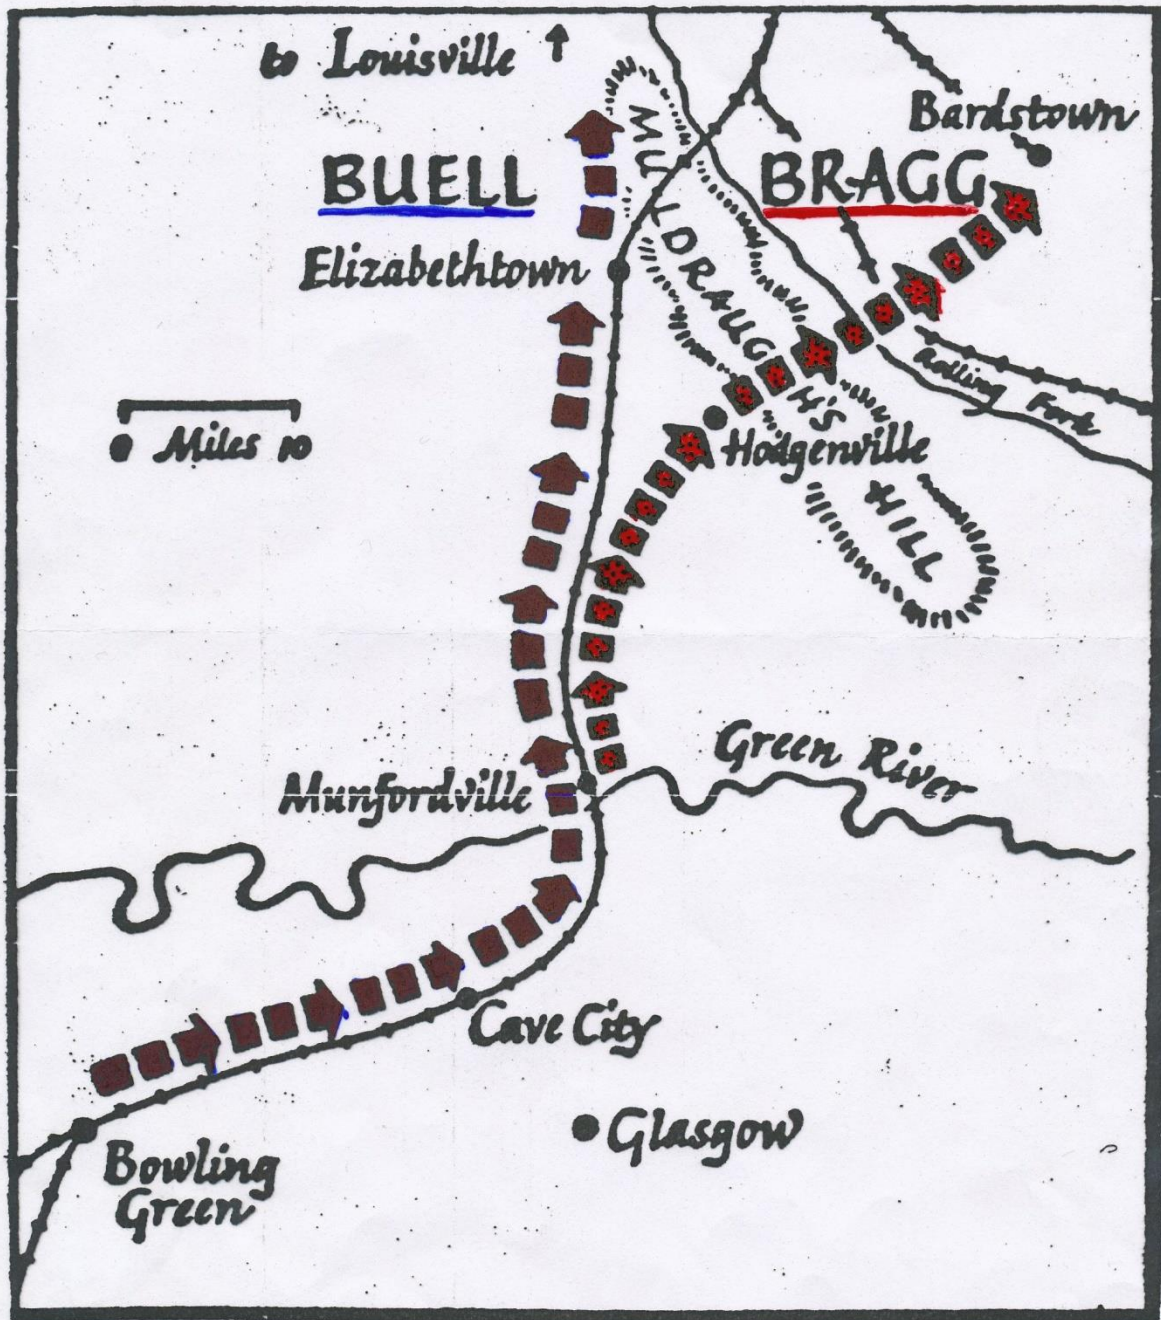 to Louisville
Bardstown
BUELL
BRAGG
Elizabethtown
MULDRAUGH'S HILL
Rolling Fork
0 Miles 10
Hodgenville
Green River
Munfordville
Cave City
Glasgow
Bowling
Green